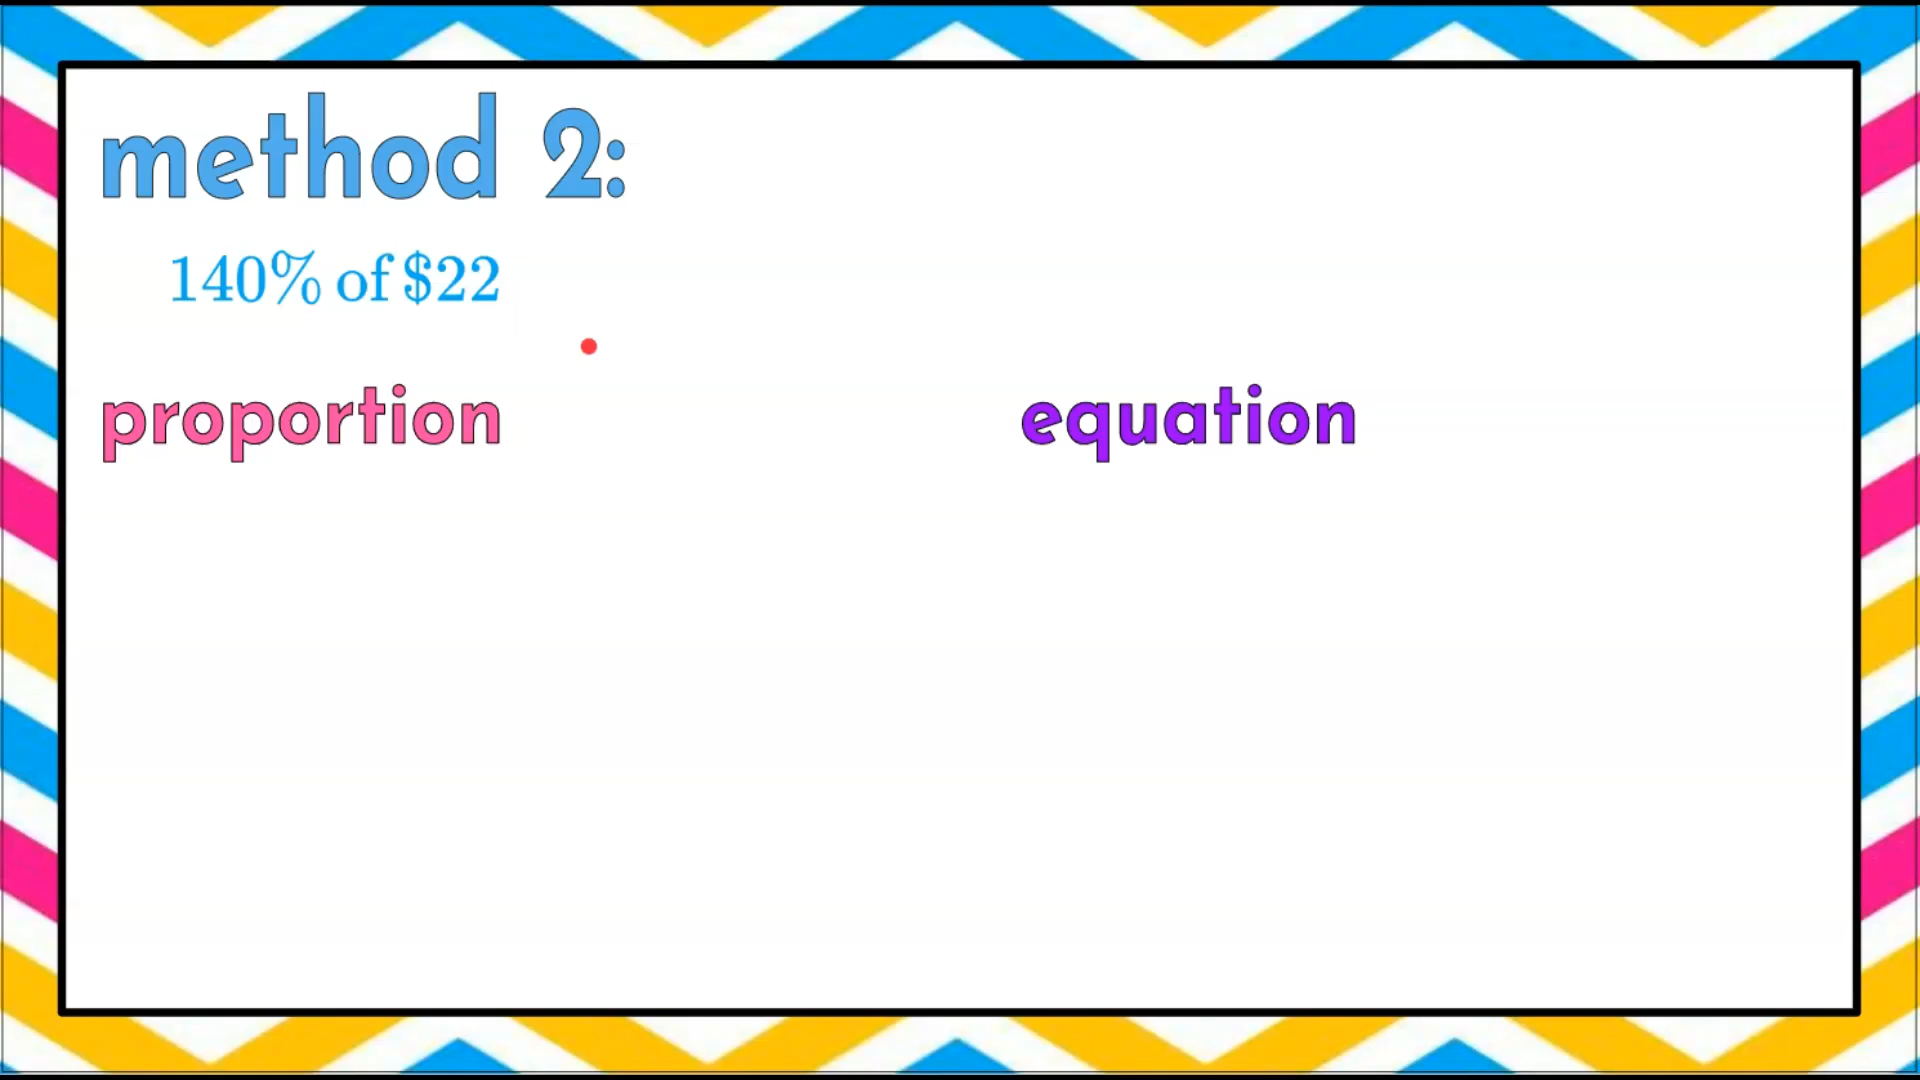 method 2:
140% of $22
proportion
equation